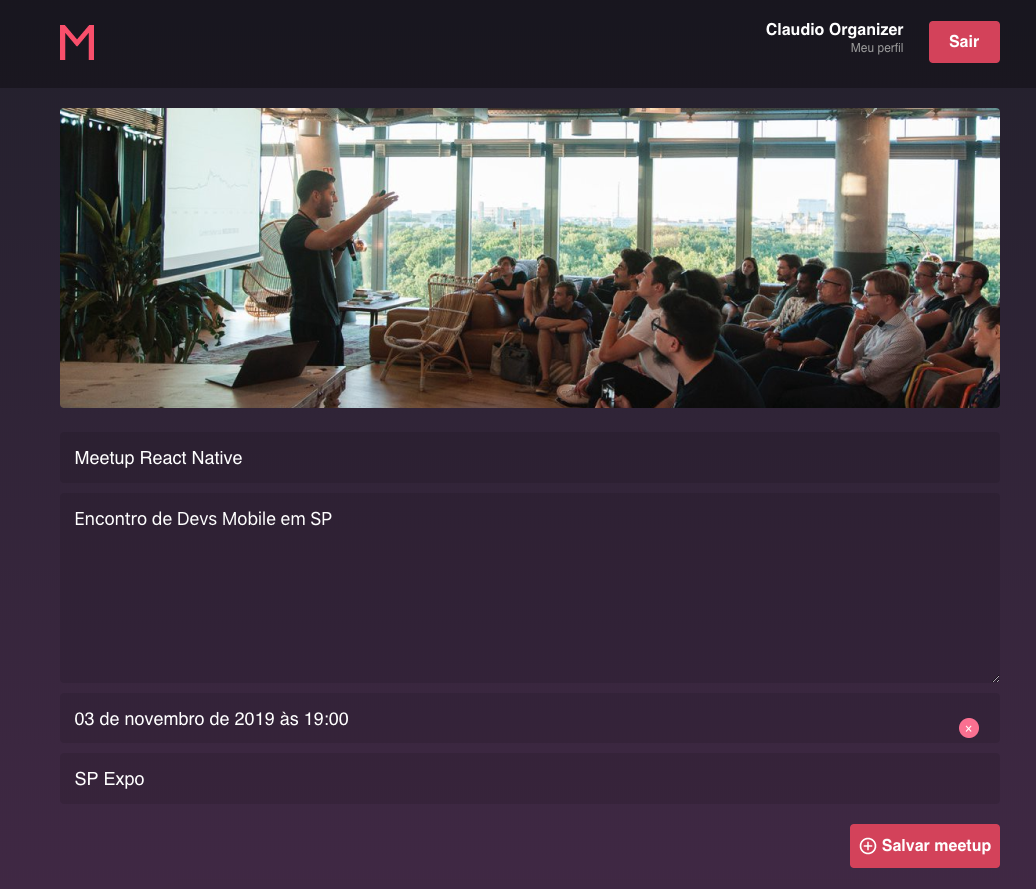 M
Claudio Organizer
Meu perfil
Sair
Meetup React Native
Encontro de Devs Mobile em SP
03 de novembro de 2019 às 19:00
×
SP Expo
Salvar meetup